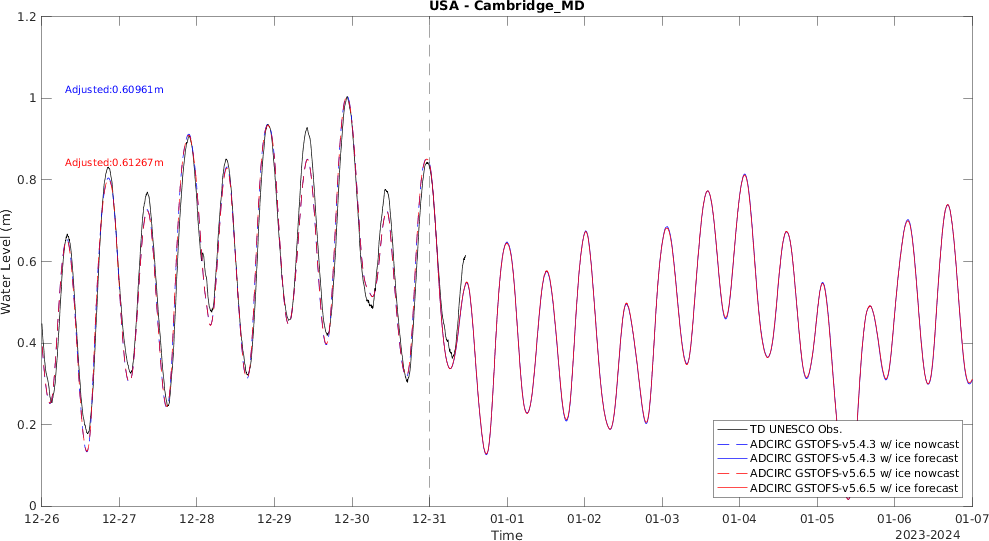 USA - Cambridge_MD
Water Level (m)
1.2
1
0.8
0.6
0.4
0.2
0
Adjusted:0.60961m
Adjusted:0.61267m
TD UNESCO Obs.
ADCIRC GSTOFS-v5.4.3 w/ ice nowcast
ADCIRC GSTOFS-v5.4.3 w/ ice forecast
ADCIRC GSTOFS-v5.6.5 w/ ice nowcast
ADCIRC GSTOFS-v5.6.5 w/ ice forecast
12-26 12-27 12-28 12-29 12-30 12-31 01-01 01-02 01-03 01-04 01-05 01-06 01-07
Time
2023-2024